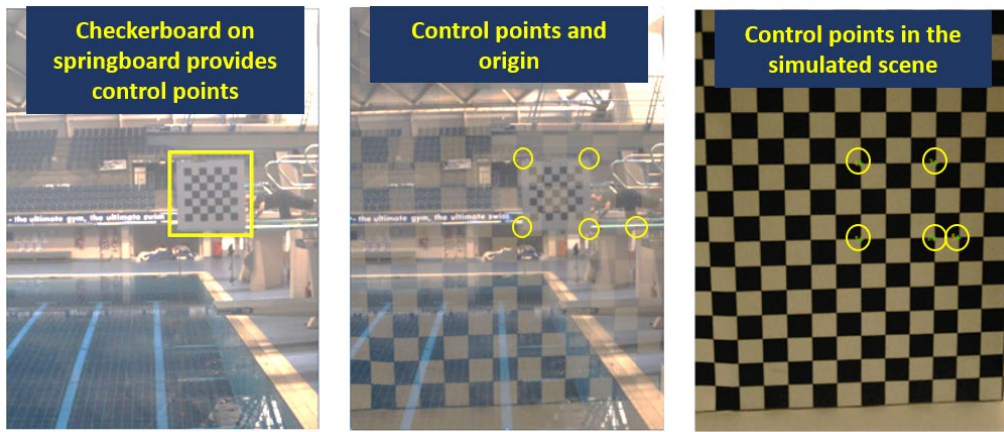 Checkerboard on
springboard provides
control points
Control points and
origin
Control points in the
simulated scene
- the ultimate gym, the ultimate swim
the ultimate gym, the ultimate swim